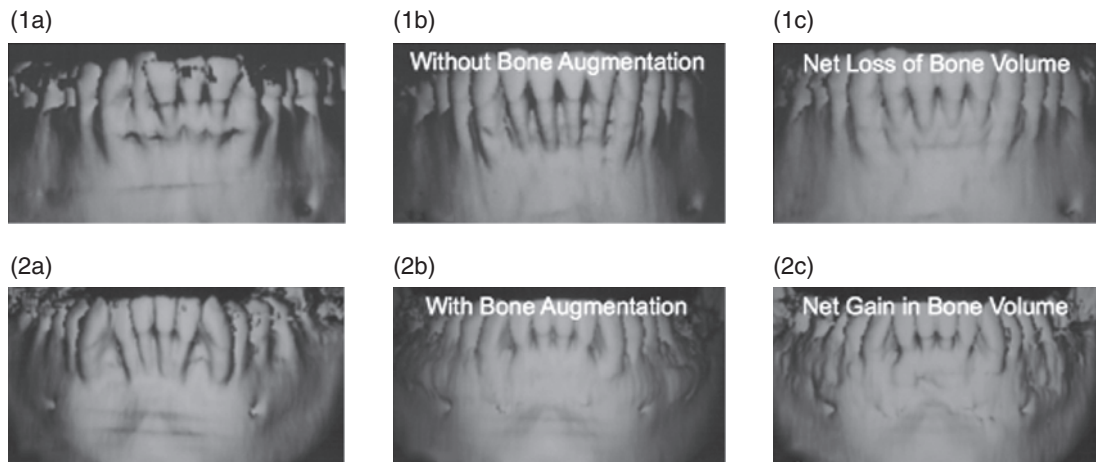 (1a)
(1b)
(1c)
Without Bone Augmentation
Net Loss of Bone Volume
(2a)
(2b)
(2c)
With Bone Augmentation
Net Gain in Bone Volume